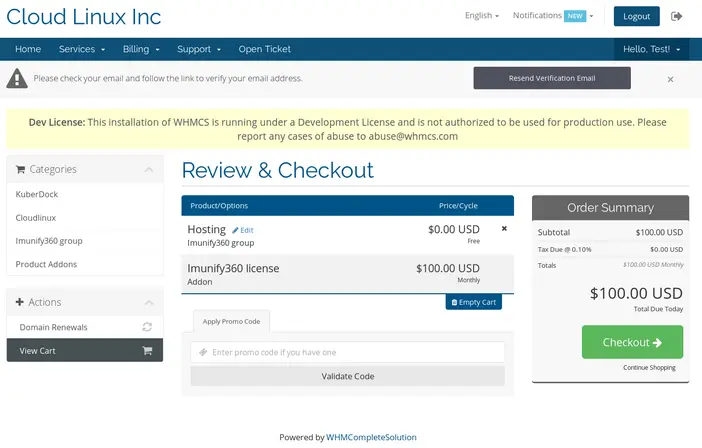 Cloud Linux Inc
English
Notifications NEW
Logout
Home Services Billing Support Open Ticket Hello, Test!
Please check your email and follow the link to verify your email address.
Resend Verification Email
×
Dev License: This installation of WHMCS is running under a Development License and is not authorized to be used for production use. Please
report any cases of abuse to abuse@whmcs.com
Categories
KuberDock
Cloudlinux
Imunify360 group
Product Addons
Actions
Domain Renewals
View Cart
Review & Checkout
Product/Options Price/Cycle
Hosting Edit $0.00 USD
Imunify360 group Free
Imunify360 license $100.00 USD
Addon Monthly
Empty Cart
Apply Promo Code
Enter promo code if you have one
Validate Code
Order Summary
Subtotal $100.00 USD
Tax Due @ 0.10% $0.00 USD
Totals $100.00 USD Monthly
$100.00 USD
Total Due Today
Checkout
Continue Shopping
Powered by WHMCompleteSolution